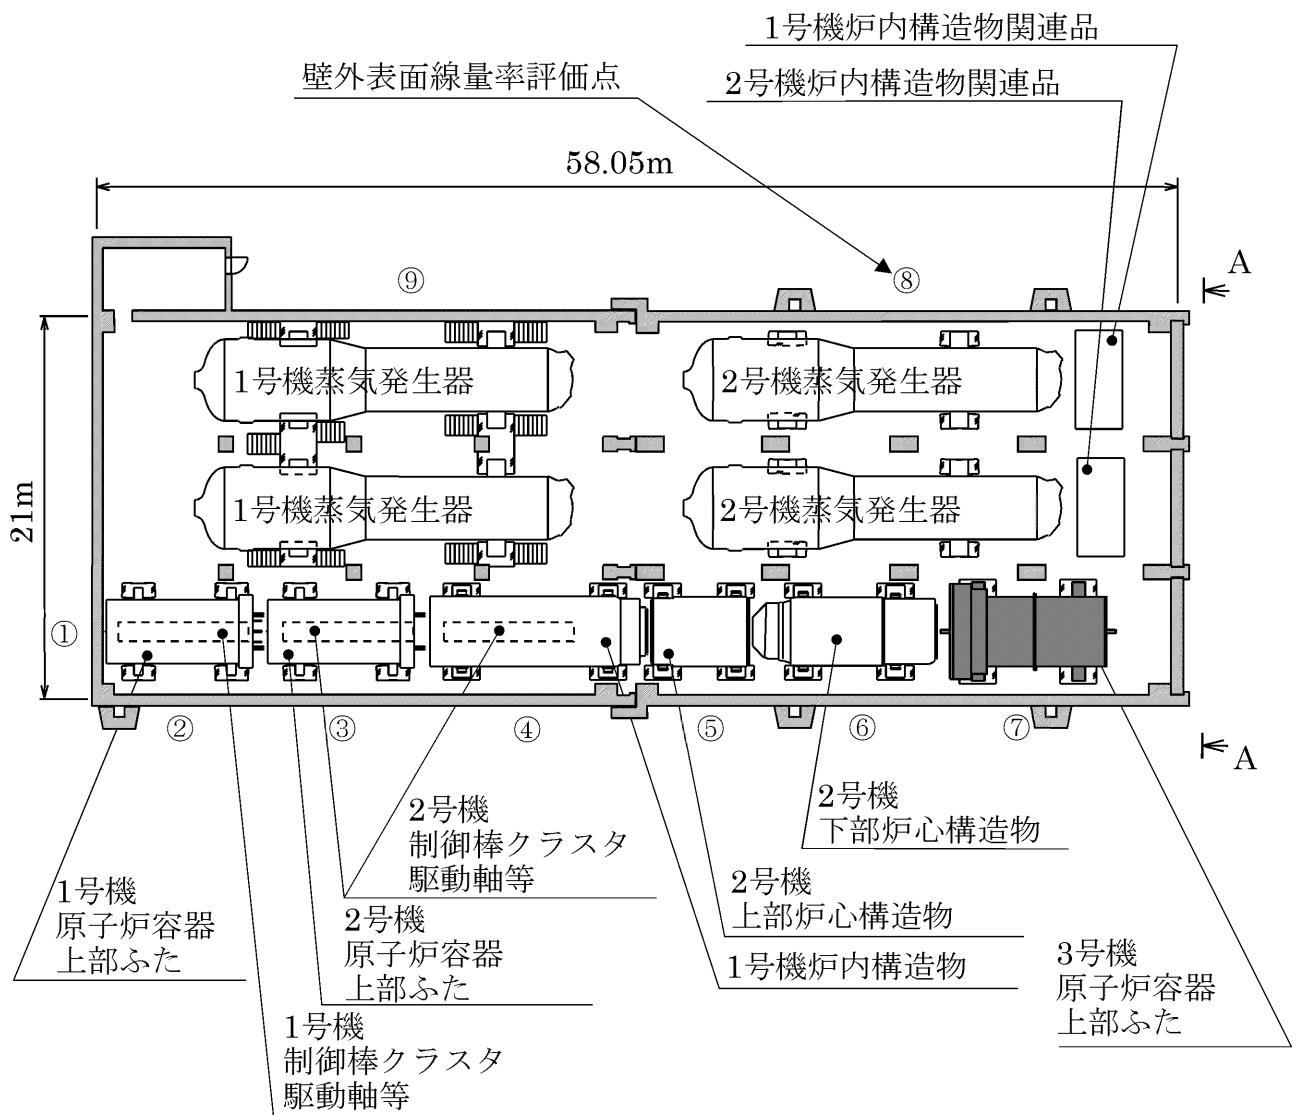 1号機炉内構造物関連品
壁外表面線量率評価点
2号機炉内構造物関連品
58.05m
⑨
⑧
A
1号機蒸気発生器
2号機蒸気発生器
21m
1号機蒸気発生器
2号機蒸気発生器
①
②
③
④
⑤
⑥
⑦
A
2号機
制御棒クラスタ
駆動軸等
2号機
下部炉心構造物
1号機
原子炉容器
上部ふた
2号機
原子炉容器
上部ふた
2号機
上部炉心構造物
1号機炉内構造物
3号機
原子炉容器
上部ふた
1号機
制御棒クラスタ
駆動軸等